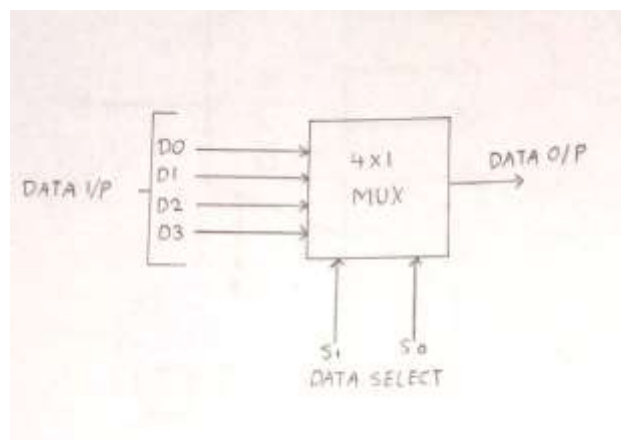 D0
D1
D2
D3
DATA I/P
4x1
MUX
DATA O/P
S1 S0
DATA SELECT